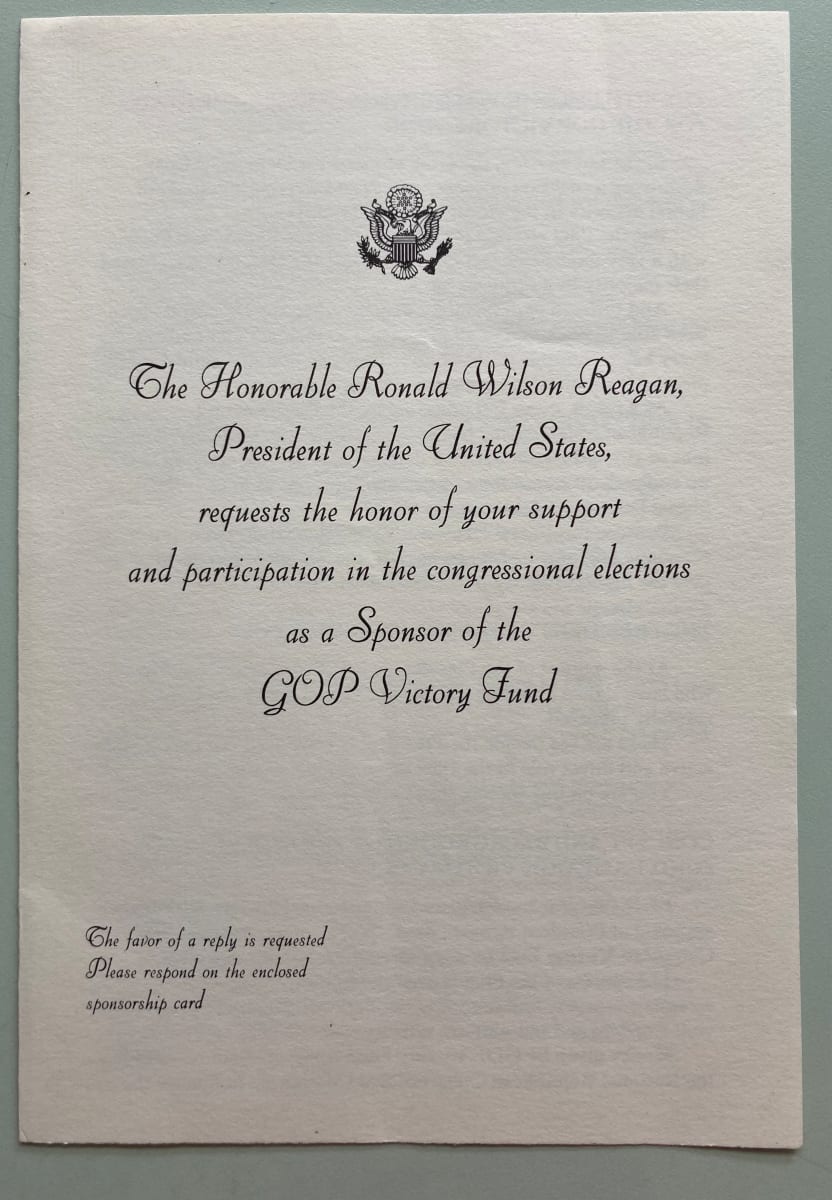 The Honorable Ronald Wilson Reagan,
President of the United States,
requests the honor of your support
and participation in the congressional elections
as a Sponsor of the
GOP Victory Fund
The favor of a reply is requested
Please respond on the enclosed
sponsorship card